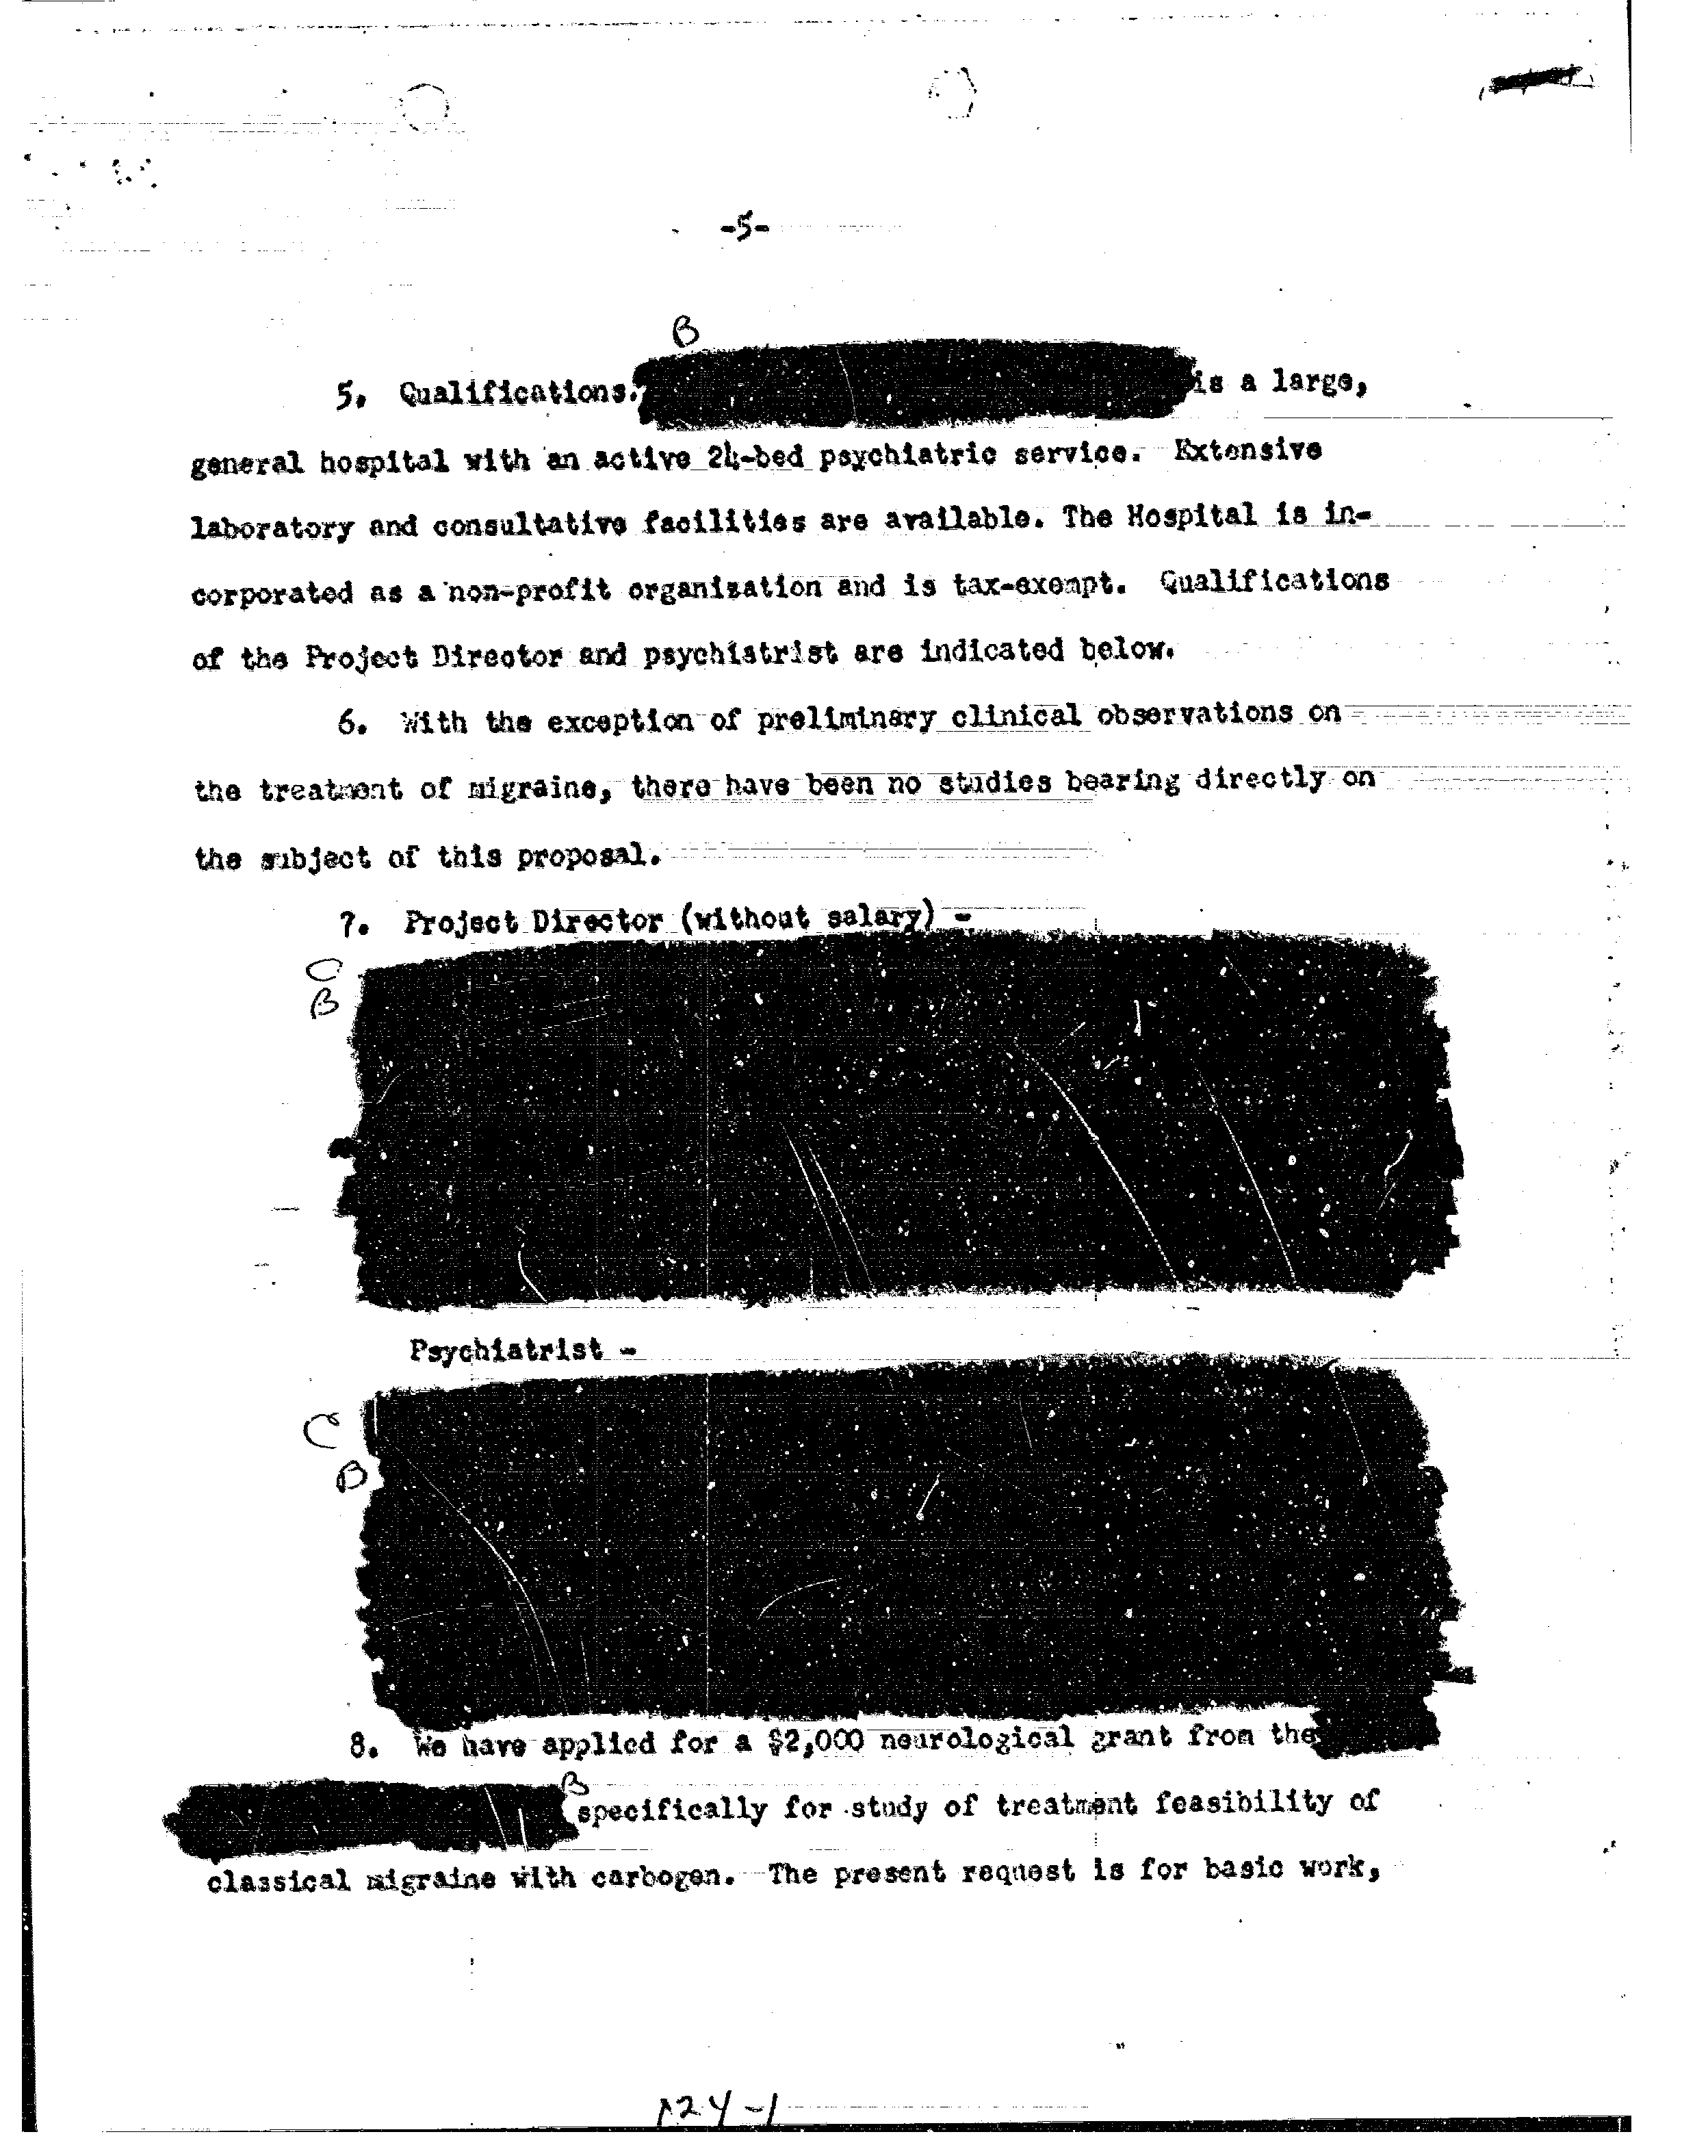 -5-
B
5. Qualifications. is a large,
general hospital with an active 24-bed psychiatric service. Extensive
laboratory and consultative facilities are available. The Hospital is in-
corporated as a non-profit organization and is tax-exempt. Qualifications
of the Project Director and psychiatrist are indicated below.
6. With the exception of preliminary clinical observations on
the treatment of migraine, there have been no studies bearing directly on
the subject of this proposal.
7. Project Director (without salary) -
C
B
Psychiatrist -
C
B
8. We have applied for a $2,000 neurological grant from the
B
specifically for study of treatment feasibility of
classical migraine with carbogen. The present request is for basic work,
124-1